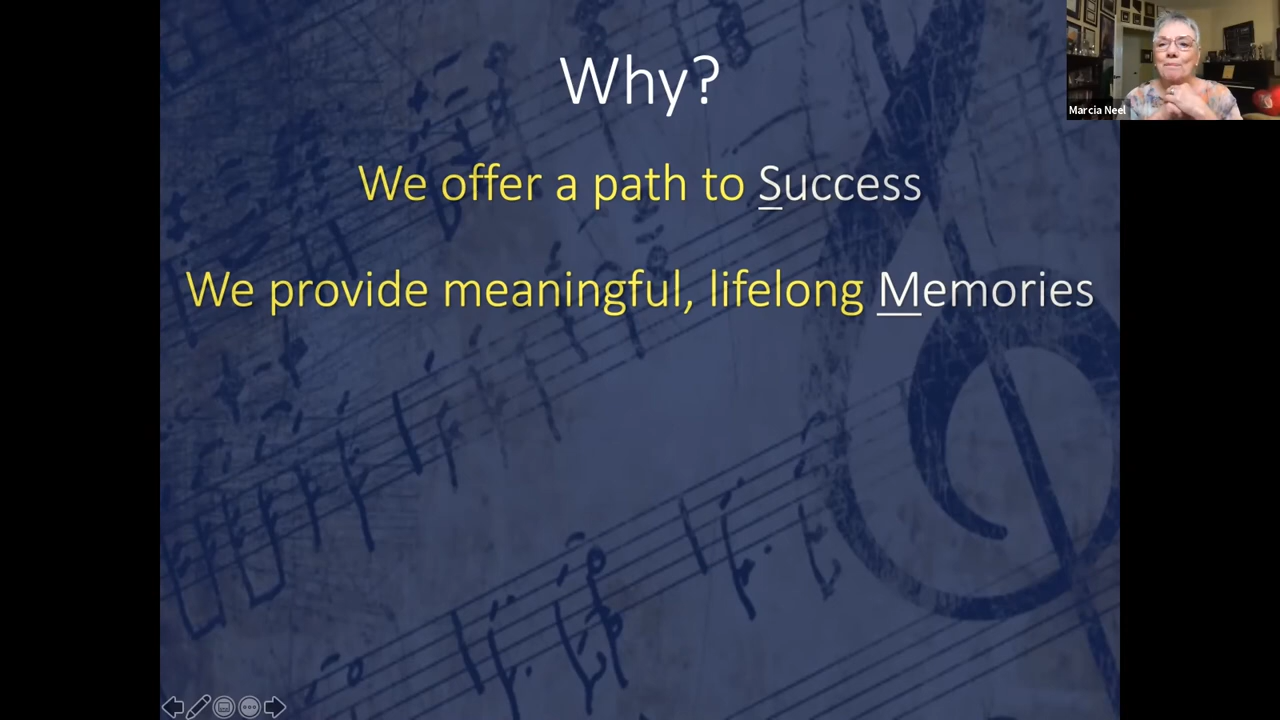 Why?
We offer a path to Success
We provide meaningful, lifelong Memories
Marcia Neel